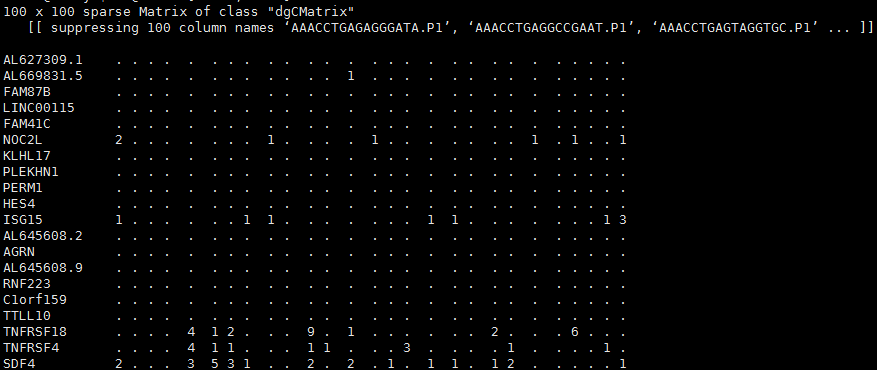 100 x 100 sparse Matrix of class "dgCMatrix"
[[ suppressing 100 column names ‘AAACCTGAGAGGGATA.P1’, ‘AAACCTGAGGCCGAAT.P1’, ‘AAACCTGAGTAGGTGC.P1’ ... ]]
AL627309.1 . . . . . . . . . . . . . . . . . . . . . . . . . . .
AL669831.5 . . . . . . . . . . . . 1 . . . . . . . . . . . . . .
FAM87B . . . . . . . . . . . . . . . . . . . . . . . . . . .
LINC00115 . . . . . . . . . . . . . . . . . . . . . . . . . . .
FAM41C . . . . . . . . . . . . . . . . . . . . . . . . . . .
NOC2L 2 . . . . . . . 1 . . . . 1 . . . . . . . 1 . 1 . . 1
KLHL17 . . . . . . . . . . . . . . . . . . . . . . . . . . .
PLEKHN1 . . . . . . . . . . . . . . . . . . . . . . . . . . .
PERM1 . . . . . . . . . . . . . . . . . . . . . . . . . . .
HES4 . . . . . . . . . . . . . . . . . . . . . . . . . . .
ISG15 1 . . . . . . 1 1 . . . . . . . 1 1 . . . . . . . 1 3
AL645608.2 . . . . . . . . . . . . . . . . . . . . . . . . . . .
AGRN . . . . . . . . . . . . . . . . . . . . . . . . . . .
AL645608.9 . . . . . . . . . . . . . . . . . . . . . . . . . . .
RNF223 . . . . . . . . . . . . . . . . . . . . . . . . . . .
C1orf159 . . . . . . . . . . . . . . . . . . . . . . . . . . .
TTLL10 . . . . . . . . . . . . . . . . . . . . . . . . . . .
TNFRSF18 . . . . 4 1 2 . . . 9 . 1 . . . . . . 2 . . . 6 . . .
TNFRSF4 . . . . 4 1 1 . . . 1 1 . . . 3 . . . . 1 . . . . 1 .
SDF4 2 . . . 3 5 3 1 . . 2 . 2 . 1 . 1 1 . 1 2 . . . . . 1